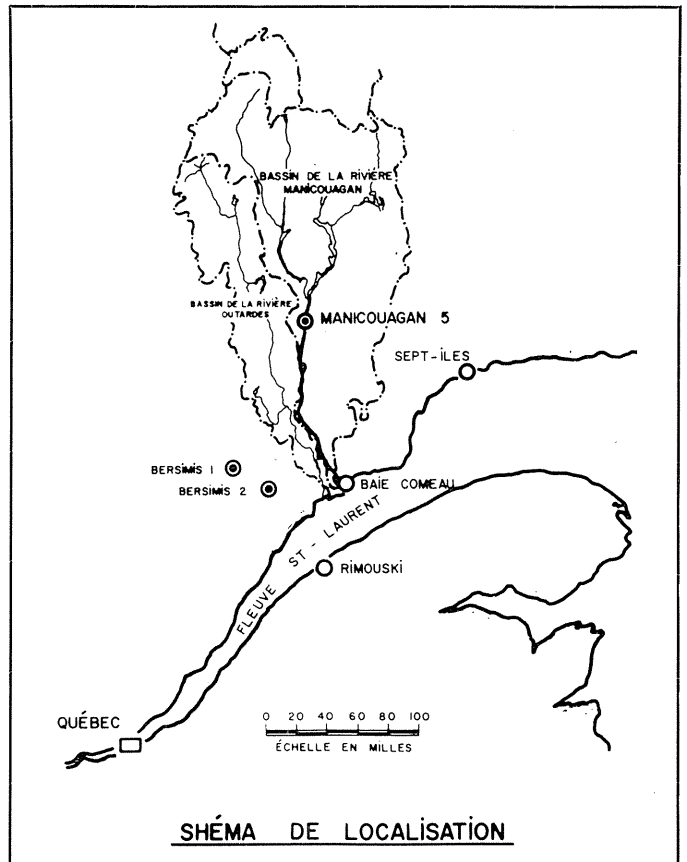 BASSIN DE LA RIVIÈRE
MANICOUAGAN
BASSIN DE LA RIVIÈRE
OUTARDES
MANICOUAGAN 5
SEPT-ÎLES
BERSIMIS 1
BERSIMIS 2
BAIE COMEAU
FLEUVE ST-LAURENT
RIMOUSKI
QUÉBEC
0 20 40 60 80 100
ÉCHELLE EN MILLES
SHÉMA DE LOCALISATION